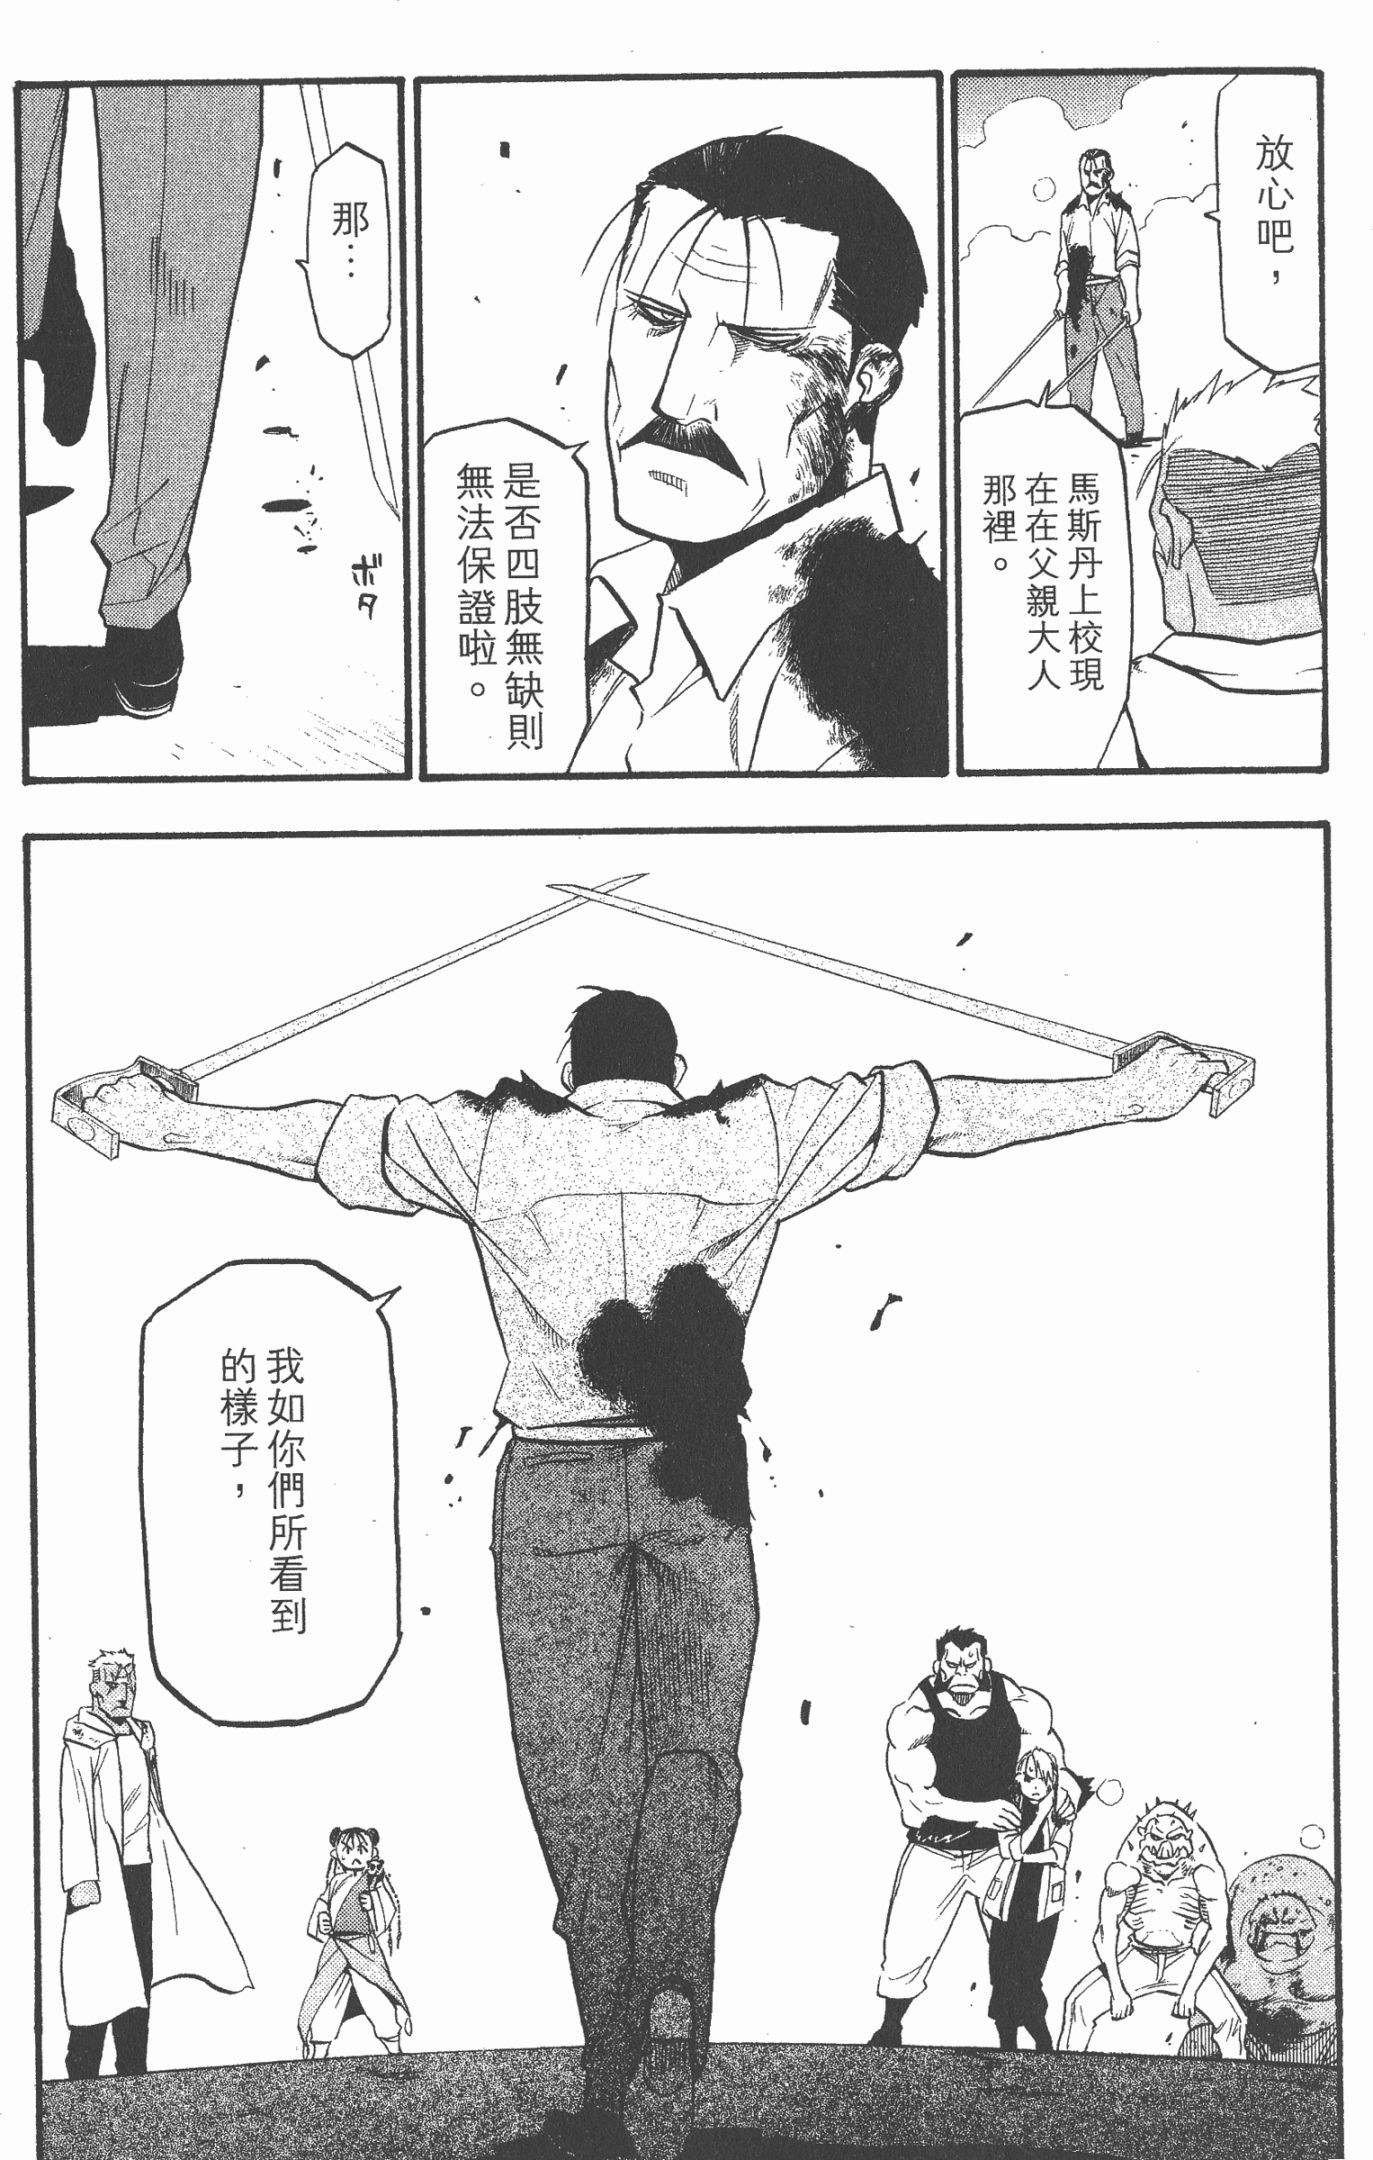 放心吧，
馬斯丹上校現
在在父親大人
那裡。
是否四肢無缺則
無法保證啦。
那…
ボタ
我如你們所看到
的樣子，